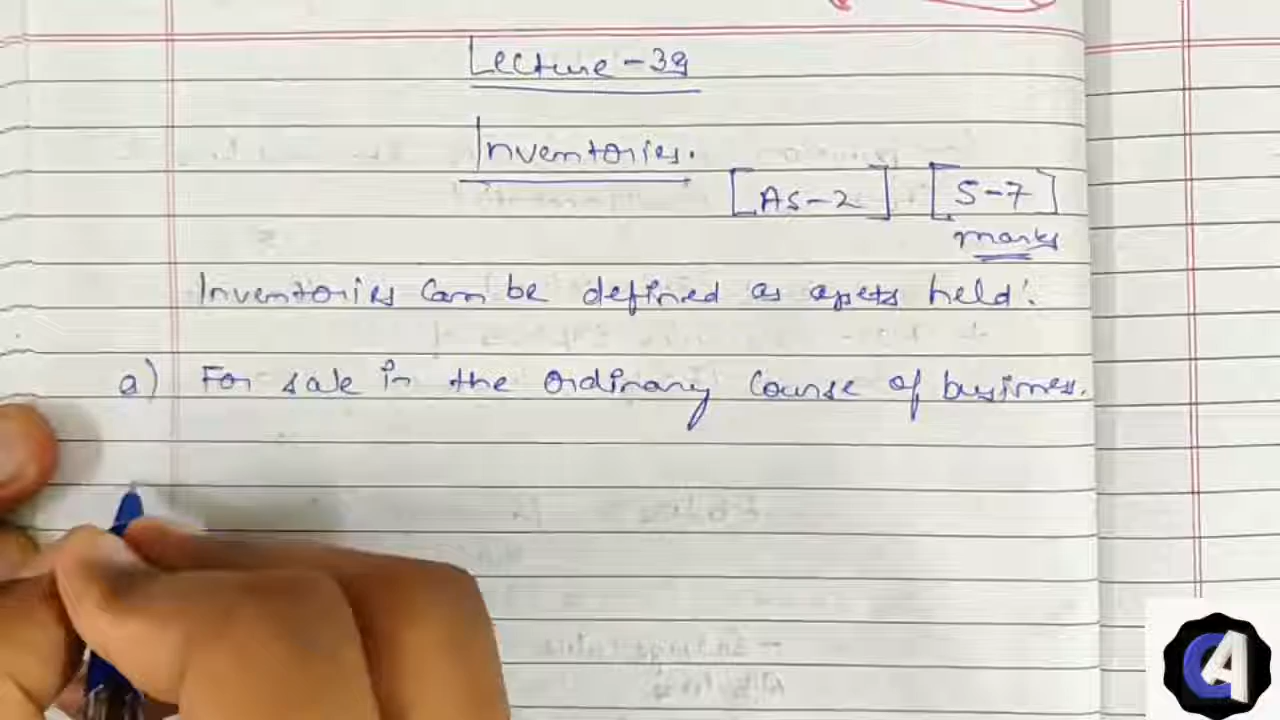 Lecture - 39
Inventories.
[AS-2] [5-7]
marks
Inventories can be defined as assets held:
a) For sale in the ordinary course of business.
CA